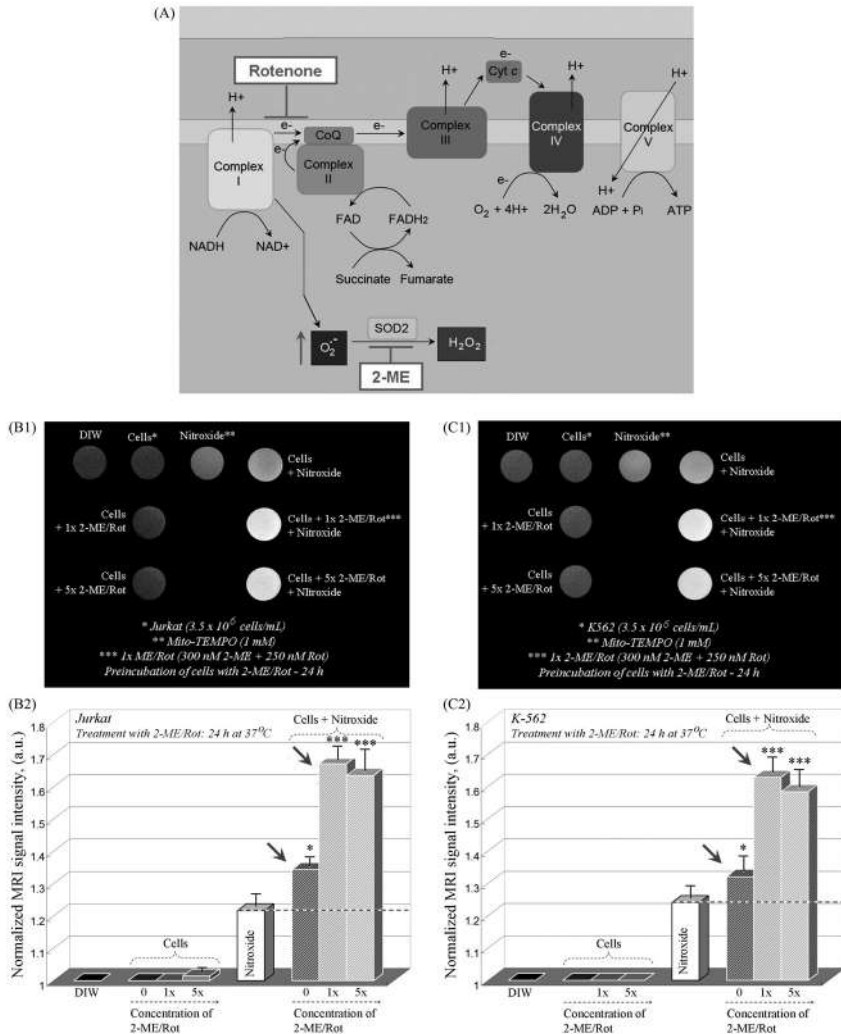 (A)
Rotenone
H+
e-
CoQ
e-
e-
Complex
I
Complex
II
H+
Complex
III
e-
Cyt c
H+
Complex
IV
H+
Complex
V
NADH
NAD+
FAD
FADH2
Succinate
Fumarate
e-
O2 + 4H+
2H2O
H+
ADP + Pi
ATP
O2·-
SOD2
H2O2
2-ME
(B1)
DIW
Cells*
Nitroxide**
Cells
+ Nitroxide
Cells
+ 1x 2-ME/Rot
Cells + 1x 2-ME/Rot***
+ Nitroxide
Cells
+ 5x 2-ME/Rot
Cells + 5x 2-ME/Rot
+ NItroxide
* Jurkat (3.5 x 10⁶ cells/mL)
** Mito-TEMPO (1 mM)
*** 1x ME/Rot (300 nM 2-ME + 250 nM Rot)
Preincubation of cells with 2-ME/Rot - 24 h
(C1)
DIW
Cells*
Nitroxide**
Cells
+ Nitroxide
Cells
+ 1x 2-ME/Rot
Cells + 1x 2-ME/Rot***
+ Nitroxide
Cells
+ 5x 2-ME/Rot
Cells + 5x 2-ME/Rot
+ Nitroxide
* K562 (3.5 x 10⁶ cells/mL)
** Mito-TEMPO (1 mM)
*** 1x 2-ME/Rot (300 nM 2-ME + 250 nM Rot)
Preincubation of cells with 2-ME/Rot - 24 h
(B2)
Jurkat
Treatment with 2-ME/Rot: 24 h at 37°C
Cells + Nitroxide
Normalized MRI signal intensity, (a.u.)
1.8
1.7
1.6
1.5
1.4
1.3
1.2
1.1
1
***
***
*
Cells
Nitroxide
DIW
0
1x
5x
0
1x
5x
Concentration of
2-ME/Rot
Concentration of
2-ME/Rot
(C2)
K-562
Treatment with 2-ME/Rot: 24 h at 37°C
Cells + Nitroxide
Normalized MRI signal intensity, (a.u.)
1.8
1.7
1.6
1.5
1.4
1.3
1.2
1.1
1
***
***
*
Cells
Nitroxide
DIW
1x
5x
0
1x
5x
Concentration of
2-ME/Rot
Concentration of
2-ME/Rot